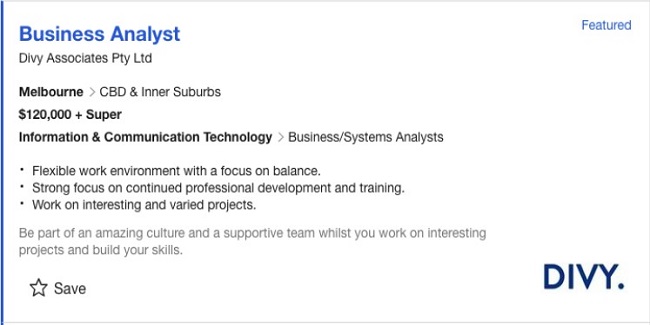 Business Analyst
Featured
Divy Associates Pty Ltd
Melbourne > CBD & Inner Suburbs
$120,000 + Super
Information & Communication Technology > Business/Systems Analysts
• Flexible work environment with a focus on balance.
• Strong focus on continued professional development and training.
• Work on interesting and varied projects.
Be part of an amazing culture and a supportive team whilst you work on interesting
projects and build your skills.
Save
DIVY.